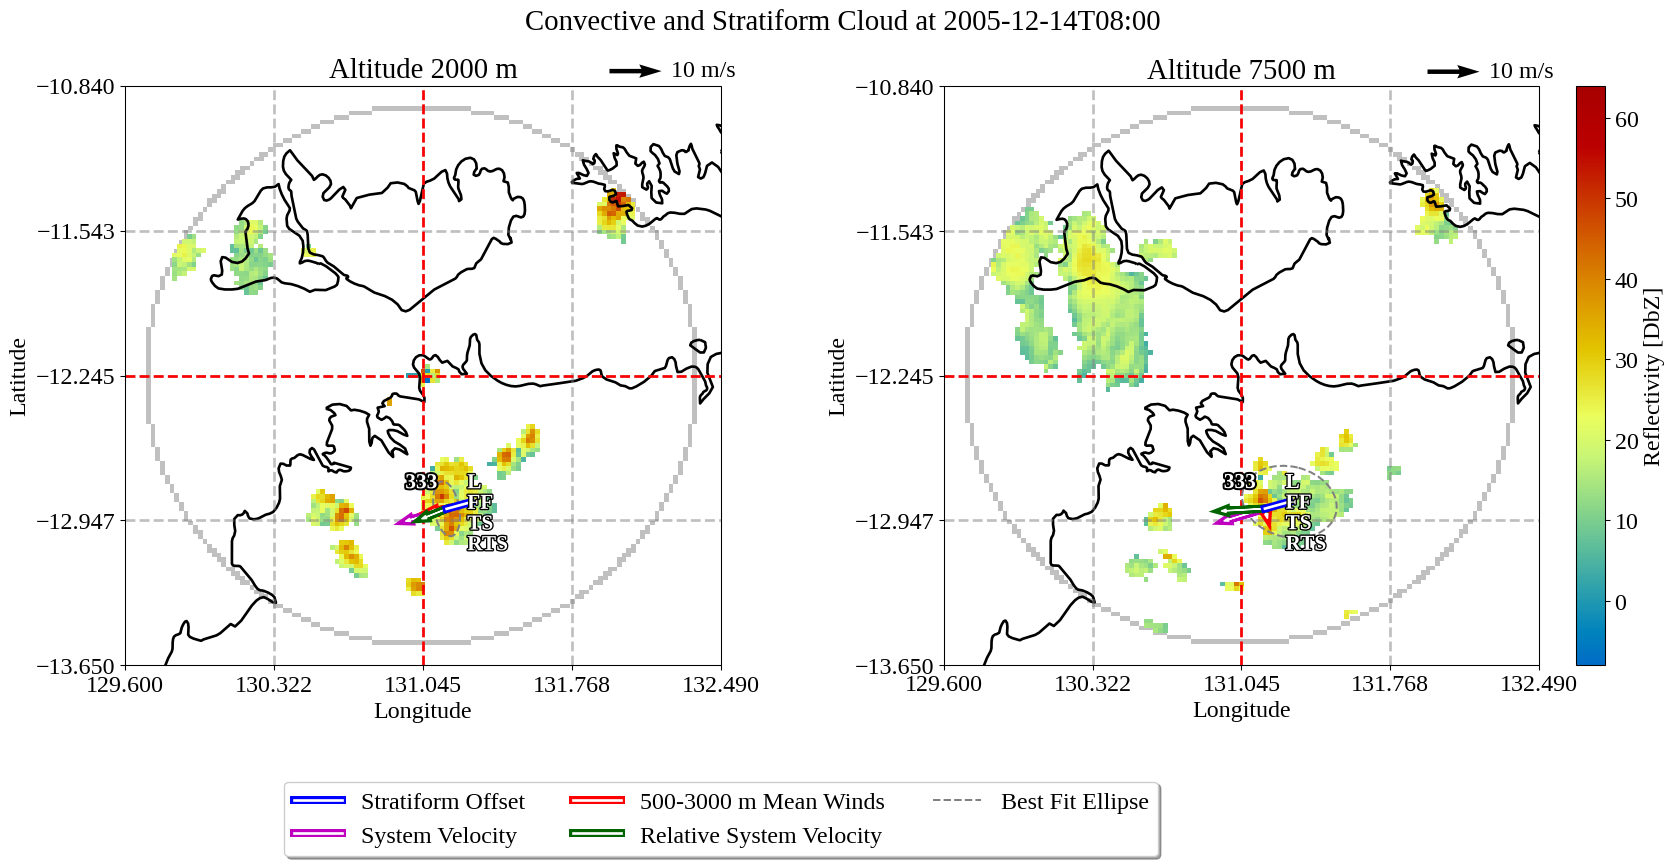 Convective and Stratiform Cloud at 2005-12-14T08:00
Altitude 2000 m
10 m/s
−10.840
−11.543
−12.245
−12.947
−13.650
129.600
130.322
131.045
131.768
132.490
Latitude
Longitude
333
L
FF
TS
RTS
Altitude 7500 m
10 m/s
−10.840
−11.543
−12.245
−12.947
−13.650
129.600
130.322
131.045
131.768
132.490
Latitude
Longitude
333
L
FF
TS
RTS
60
50
40
30
20
10
0
Reflectivity [DbZ]
Stratiform Offset
System Velocity
500-3000 m Mean Winds
Relative System Velocity
Best Fit Ellipse